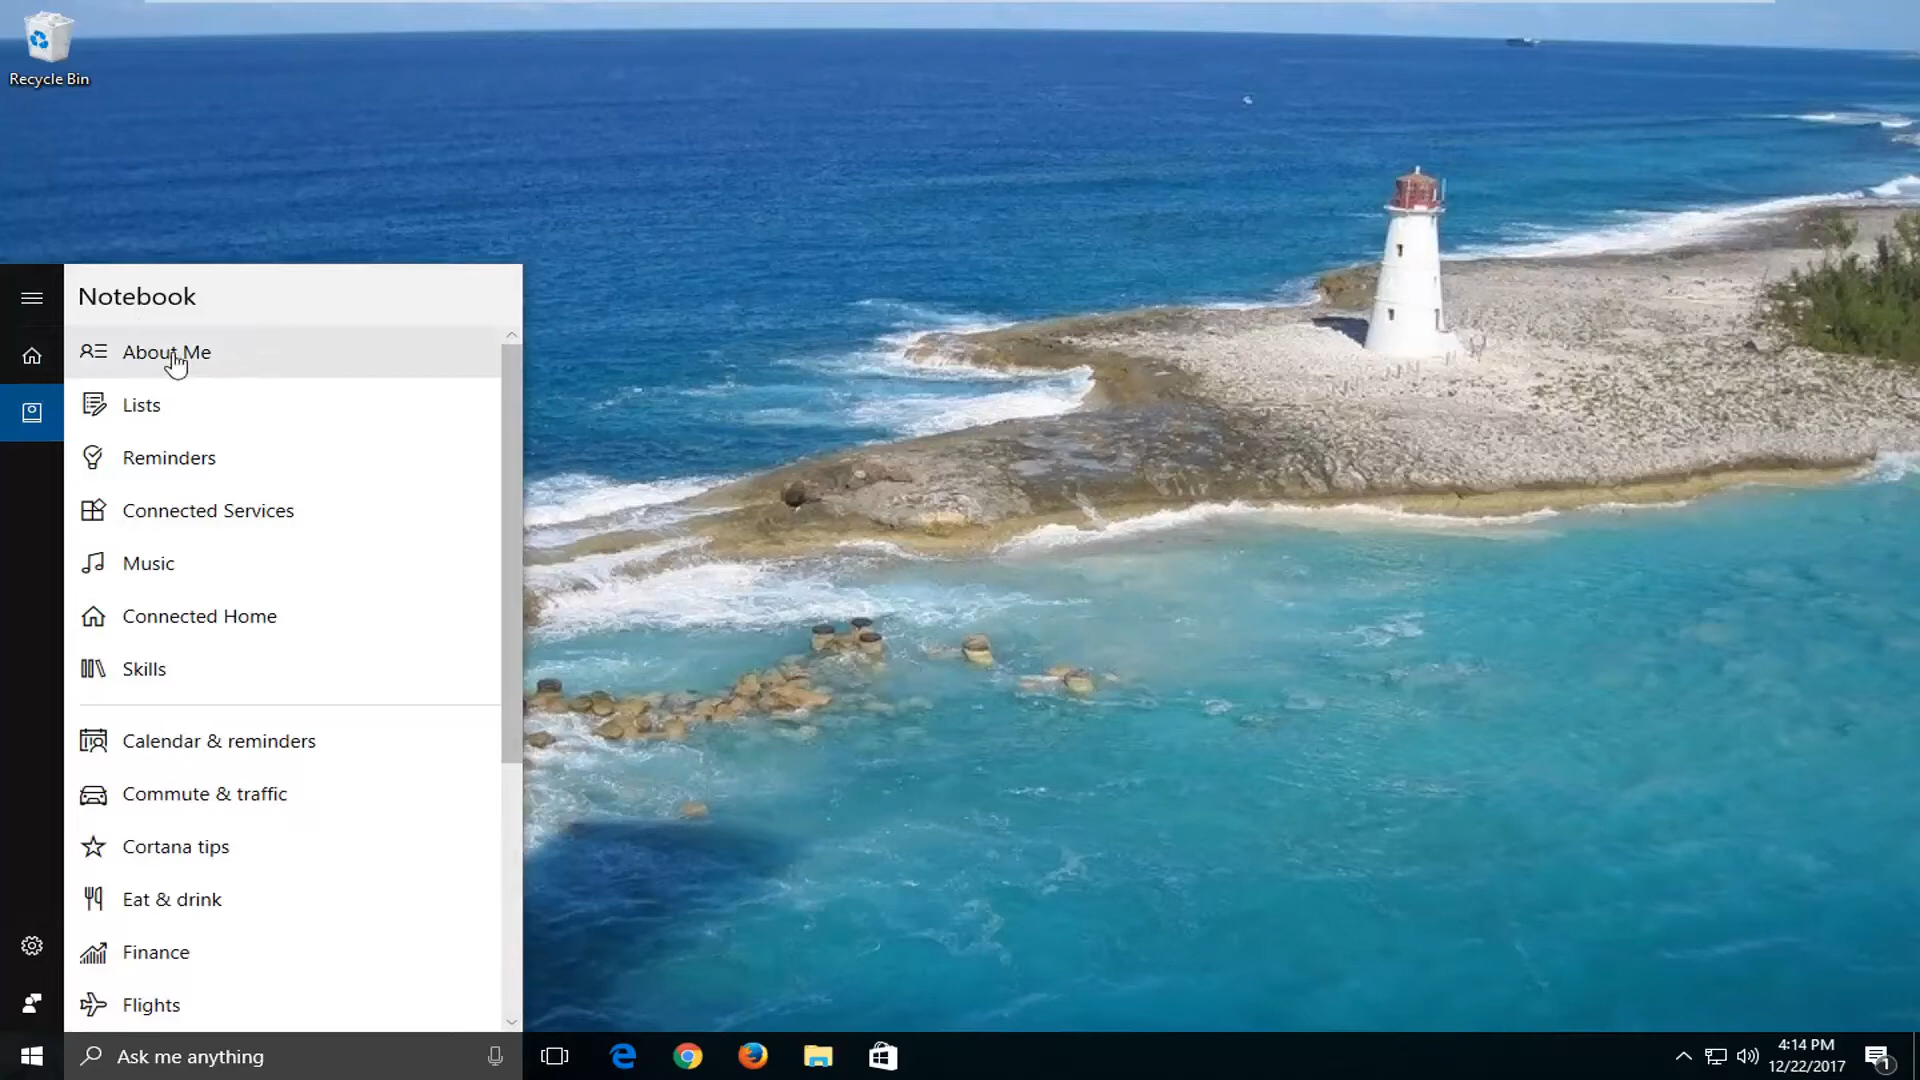 Recycle Bin
Notebook
About Me
Lists
Reminders
Connected Services
Music
Connected Home
Skills
Calendar & reminders
Commute & traffic
Cortana tips
Eat & drink
Finance
Flights
Ask me anything
4:14 PM
12/22/2017
1